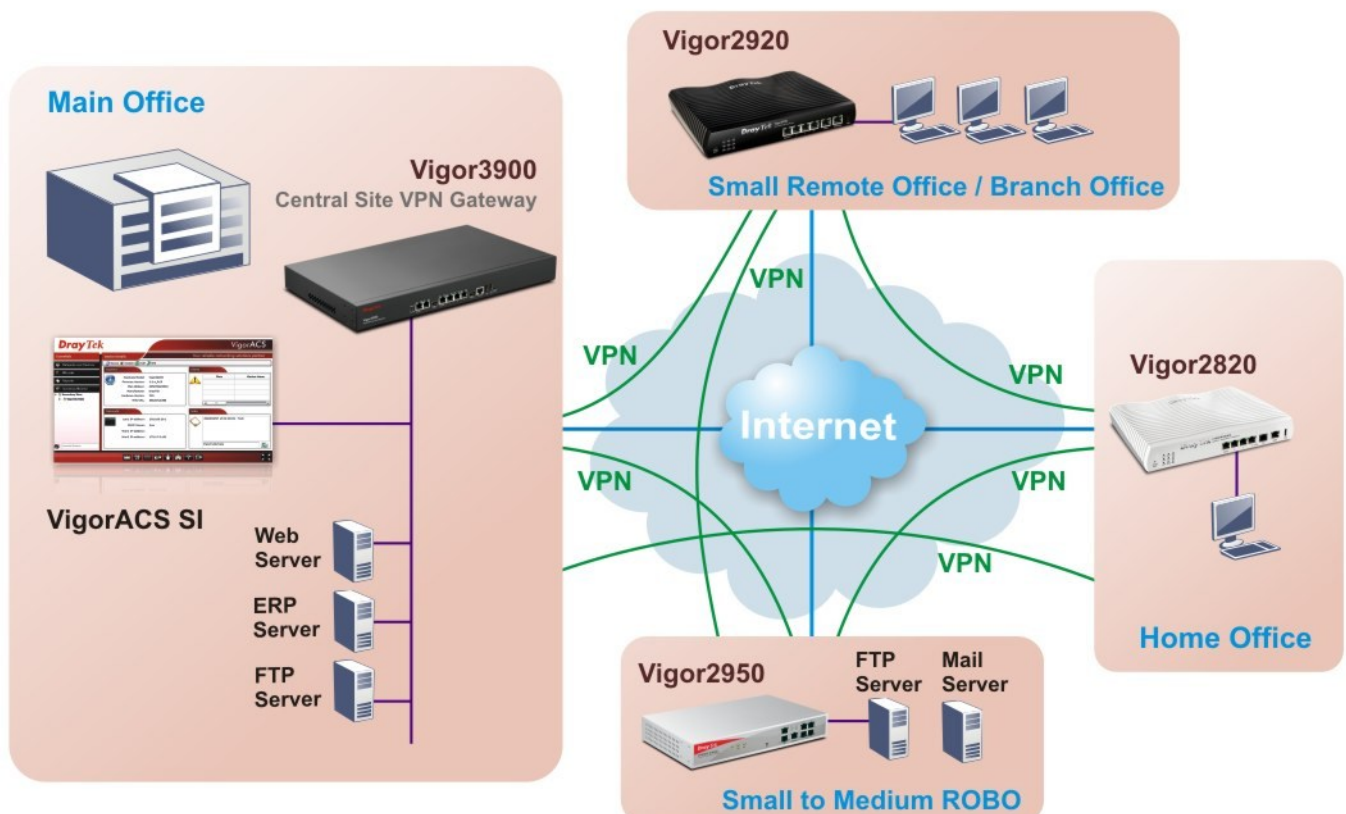 Main Office
Vigor3900
Central Site VPN Gateway
DrayTek
VigorACS
VigorACS SI
Web
Server
ERP
Server
FTP
Server
Vigor2920
DrayTek
Small Remote Office / Branch Office
VPN
VPN
VPN
VPN
VPN
VPN
Internet
Vigor2820
Home Office
Vigor2950
FTP
Server
Mail
Server
DrayTek
Small to Medium ROBO